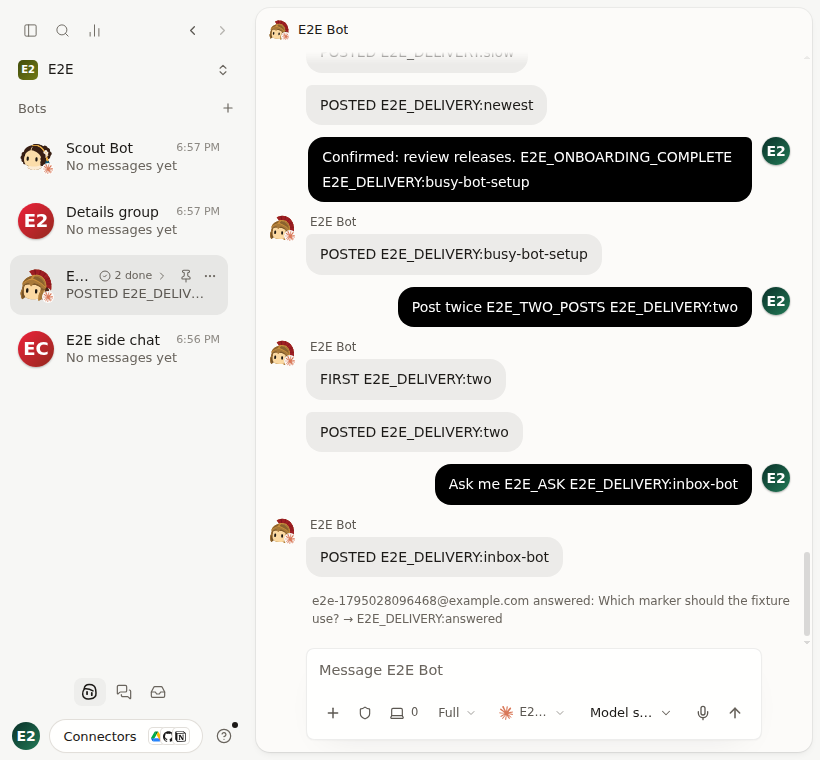 E2 E2E
Bots
Scout Bot 6:57 PM
No messages yet
E2 Details group 6:57 PM
No messages yet
E... 2 done
POSTED E2E_DELIV...
EC E2E side chat 6:56 PM
No messages yet
E2 Connectors
E2E Bot
POSTED E2E_DELIVERY:slow
POSTED E2E_DELIVERY:newest
Confirmed: review releases. E2E_ONBOARDING_COMPLETE E2
E2E_DELIVERY:busy-bot-setup
E2E Bot
POSTED E2E_DELIVERY:busy-bot-setup
Post twice E2E_TWO_POSTS E2E_DELIVERY:two E2
E2E Bot
FIRST E2E_DELIVERY:two
POSTED E2E_DELIVERY:two
Ask me E2E_ASK E2E_DELIVERY:inbox-bot E2
E2E Bot
POSTED E2E_DELIVERY:inbox-bot
e2e-1795028096468@example.com answered: Which marker should the fixture
use? → E2E_DELIVERY:answered
Message E2E Bot
0 Full E2... Model s...